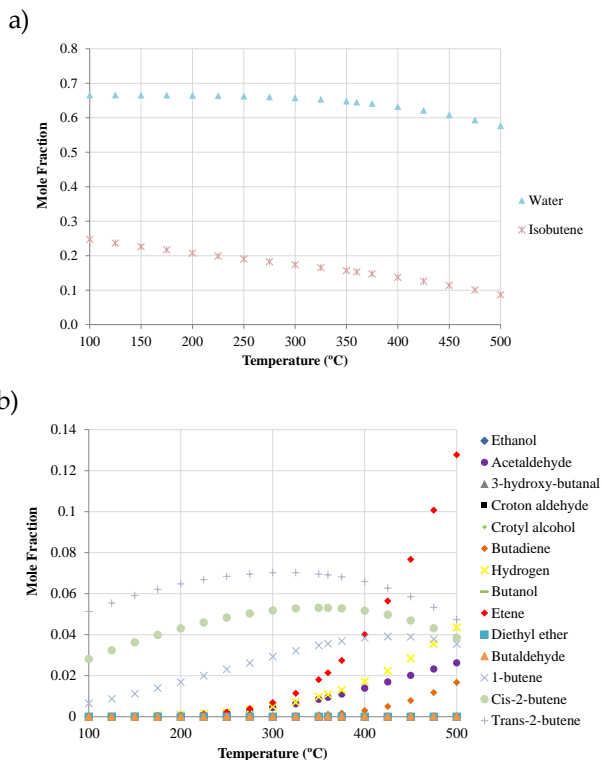 a)
0.8
0.7
0.6
0.5
0.4
0.3
0.2
0.1
0.0
Mole Fraction
100 150 200 250 300 350 400 450 500
Temperature (ºC)
Water
Isobutene
b)
0.14
0.12
0.1
0.08
0.06
0.04
0.02
0
Mole Fraction
100 200 300 400 500
Temperature (ºC)
Ethanol
Acetaldehyde
3-hydroxy-butanal
Croton aldehyde
Crotyl alcohol
Butadiene
Hydrogen
Butanol
Etene
Diethyl ether
Butaldehyde
1-butene
Cis-2-butene
Trans-2-butene